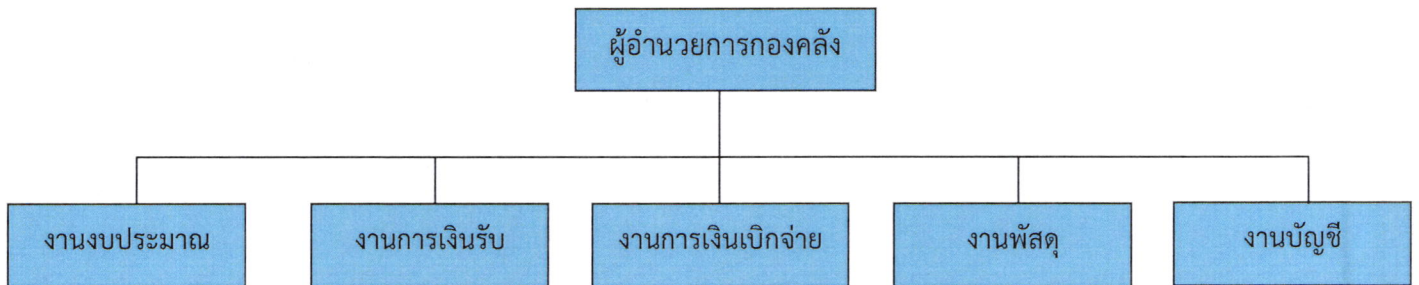 ผู้อำนวยการกองคลัง
งานงบประมาณ
งานการเงินรับ
งานการเงินเบิกจ่าย
งานพัสดุ
งานบัญชี